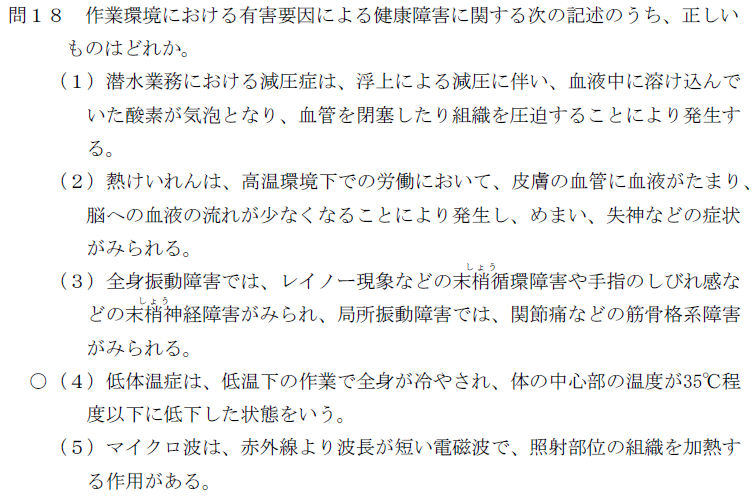 問１８　作業環境における有害要因による健康障害に関する次の記述のうち、正しい
ものはどれか。
（１）潜水業務における減圧症は、浮上による減圧に伴い、血液中に溶け込んで
いた酸素が気泡となり、血管を閉塞したり組織を圧迫することにより発生す
る。
（２）熱けいれんは、高温環境下での労働において、皮膚の血管に血液がたまり、
脳への血液の流れが少なくなることにより発生し、めまい、失神などの症状
がみられる。
しょう
（３）全身振動障害では、レイノー現象などの末梢循環障害や手指のしびれ感な
しょう
どの末梢神経障害がみられ、局所振動障害では、関節痛などの筋骨格系障害
がみられる。
○（４）低体温症は、低温下の作業で全身が冷やされ、体の中心部の温度が35℃程
度以下に低下した状態をいう。
（５）マイクロ波は、赤外線より波長が短い電磁波で、照射部位の組織を加熱す
る作用がある。